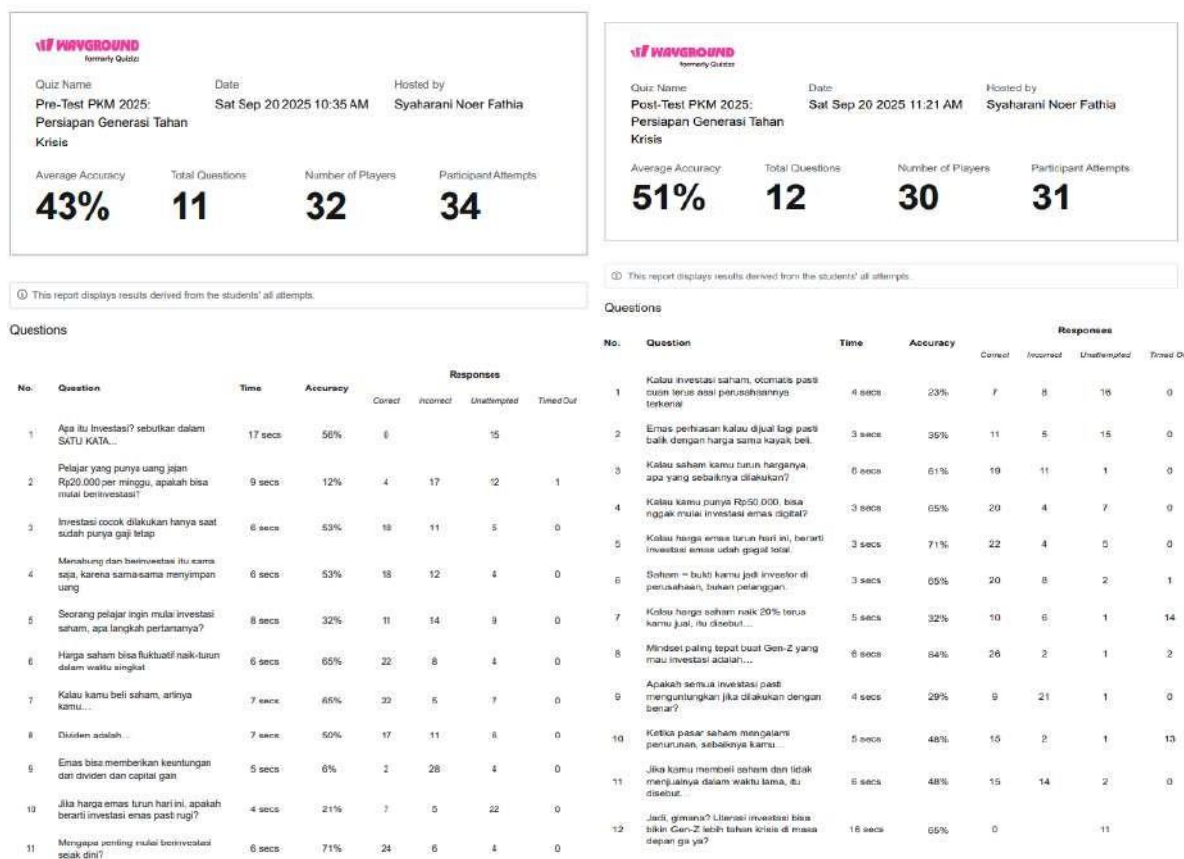 WAYGROUND
formerly Quizizz
Quiz Name Date Hosted by
Pre-Test PKM 2025: Sat Sep 20 2025 10:35 AM Syaharani Noer Fathia
Persiapan Generasi Tahan
Krisis
Average Accuracy Total Questions Number of Players Participant Attempts
43% 11 32 34
This report displays results derived from the students' all attempts.
Questions
Responses
No. Question Time Accuracy
Correct Incorrect Unattempted Timed Out
Apa itu Investasi? sebutkan dalam
1 17 secs 56% 0 15
SATU KATA...
Pelajar yang punya uang jajan
2 Rp20.000 per minggu, apakah bisa 9 secs 12% 4 17 12 1
mulai berinvestasi?
Investasi cocok dilakukan hanya saat
3 6 secs 53% 18 11 5 0
sudah punya gaji tetap
Menabung dan berinvestasi itu sama
4 saja, karena sama-sama menyimpan 6 secs 53% 18 12 4 0
uang
Seorang pelajar ingin mulai investasi
5 8 secs 32% 11 14 9 0
saham, apa langkah pertamanya?
Harga saham bisa fluktuatif naik-turun
6 6 secs 65% 22 8 4 0
dalam waktu singkat
Kalau kamu beli saham, artinya
7 7 secs 65% 22 5 7 0
kamu...
8 Dividen adalah... 7 secs 50% 17 11 6 0
Emas bisa memberikan keuntungan
9 5 secs 6% 2 28 4 0
dari dividen dan capital gain
Jika harga emas turun hari ini, apakah
10 4 secs 21% 7 5 22 0
berarti investasi emas pasti rugi?
Mengapa penting mulai berinvestasi
11 6 secs 71% 24 6 4 0
sejak dini?
WAYGROUND
formerly Quizizz
Quiz Name Date Hosted by
Post-Test PKM 2025: Sat Sep 20 2025 11:21 AM Syaharani Noer Fathia
Persiapan Generasi Tahan
Krisis
Average Accuracy Total Questions Number of Players Participant Attempts
51% 12 30 31
This report displays results derived from the students' all attempts.
Questions
Responses
No. Question Time Accuracy
Correct Incorrect Unattempted Timed O
Kalau investasi saham, otomatis pasti
1 cuan terus asal perusahaannya 4 secs 23% 7 8 16 0
terkenal
Emas perhiasan kalau dijual lagi pasti
2 3 secs 35% 11 5 15 0
balik dengan harga sama kayak beli.
Kalau saham kamu turun harganya,
3 6 secs 61% 19 11 1 0
apa yang sebaiknya dilakukan?
Kalau kamu punya Rp50.000, bisa
4 3 secs 65% 20 4 7 0
nggak mulai investasi emas digital?
Kalau harga emas turun hari ini, berarti
5 3 secs 71% 22 4 5 0
investasi emas udah gagal total.
Saham = bukti kamu jadi investor di
6 3 secs 65% 20 8 2 1
perusahaan, bukan pelanggan.
Kalau harga saham naik 20% terus
7 5 secs 32% 10 6 1 14
kamu jual, itu disebut...
Mindset paling tepat buat Gen-Z yang
8 6 secs 84% 26 2 1 2
mau investasi adalah...
Apakah semua investasi pasti
9 menguntungkan jika dilakukan dengan 4 secs 29% 9 21 1 0
benar?
Ketika pasar saham mengalami
10 5 secs 48% 15 2 1 13
penurunan, sebaiknya kamu...
Jika kamu membeli saham dan tidak
11 menjualnya dalam waktu lama, itu 6 secs 48% 15 14 2 0
disebut...
Jadi, gimana? Literasi investasi bisa
12 bikin Gen-Z lebih tahan krisis di masa 16 secs 65% 0 11
depan ga ya?